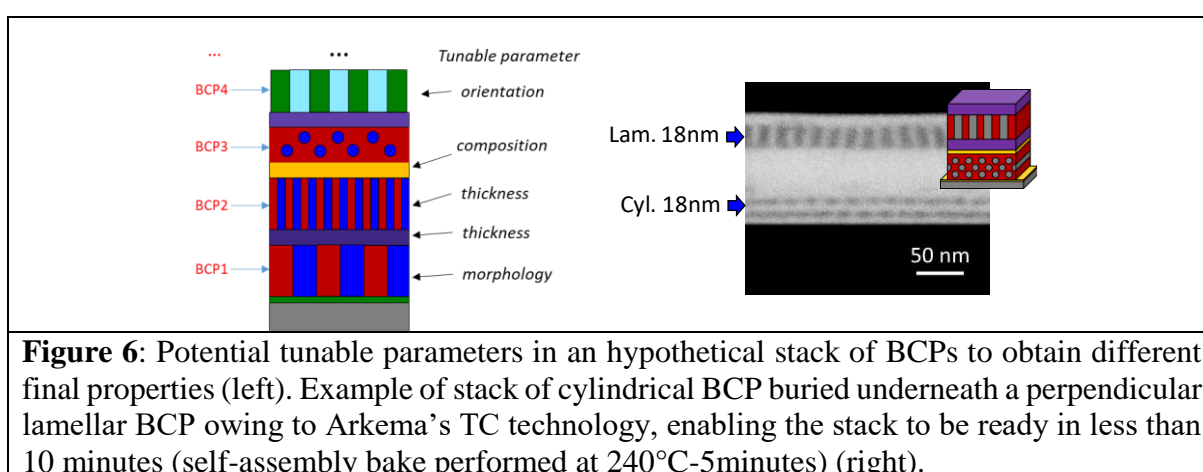 ... ... Tunable parameter
BCP4 orientation
BCP3 composition
BCP2 thickness
thickness
BCP1 morphology
Lam. 18nm
Cyl. 18nm
50 nm
Figure 6: Potential tunable parameters in an hypothetical stack of BCPs to obtain different
final properties (left). Example of stack of cylindrical BCP buried underneath a perpendicular
lamellar BCP owing to Arkema’s TC technology, enabling the stack to be ready in less than
10 minutes (self-assembly bake performed at 240°C-5minutes) (right).